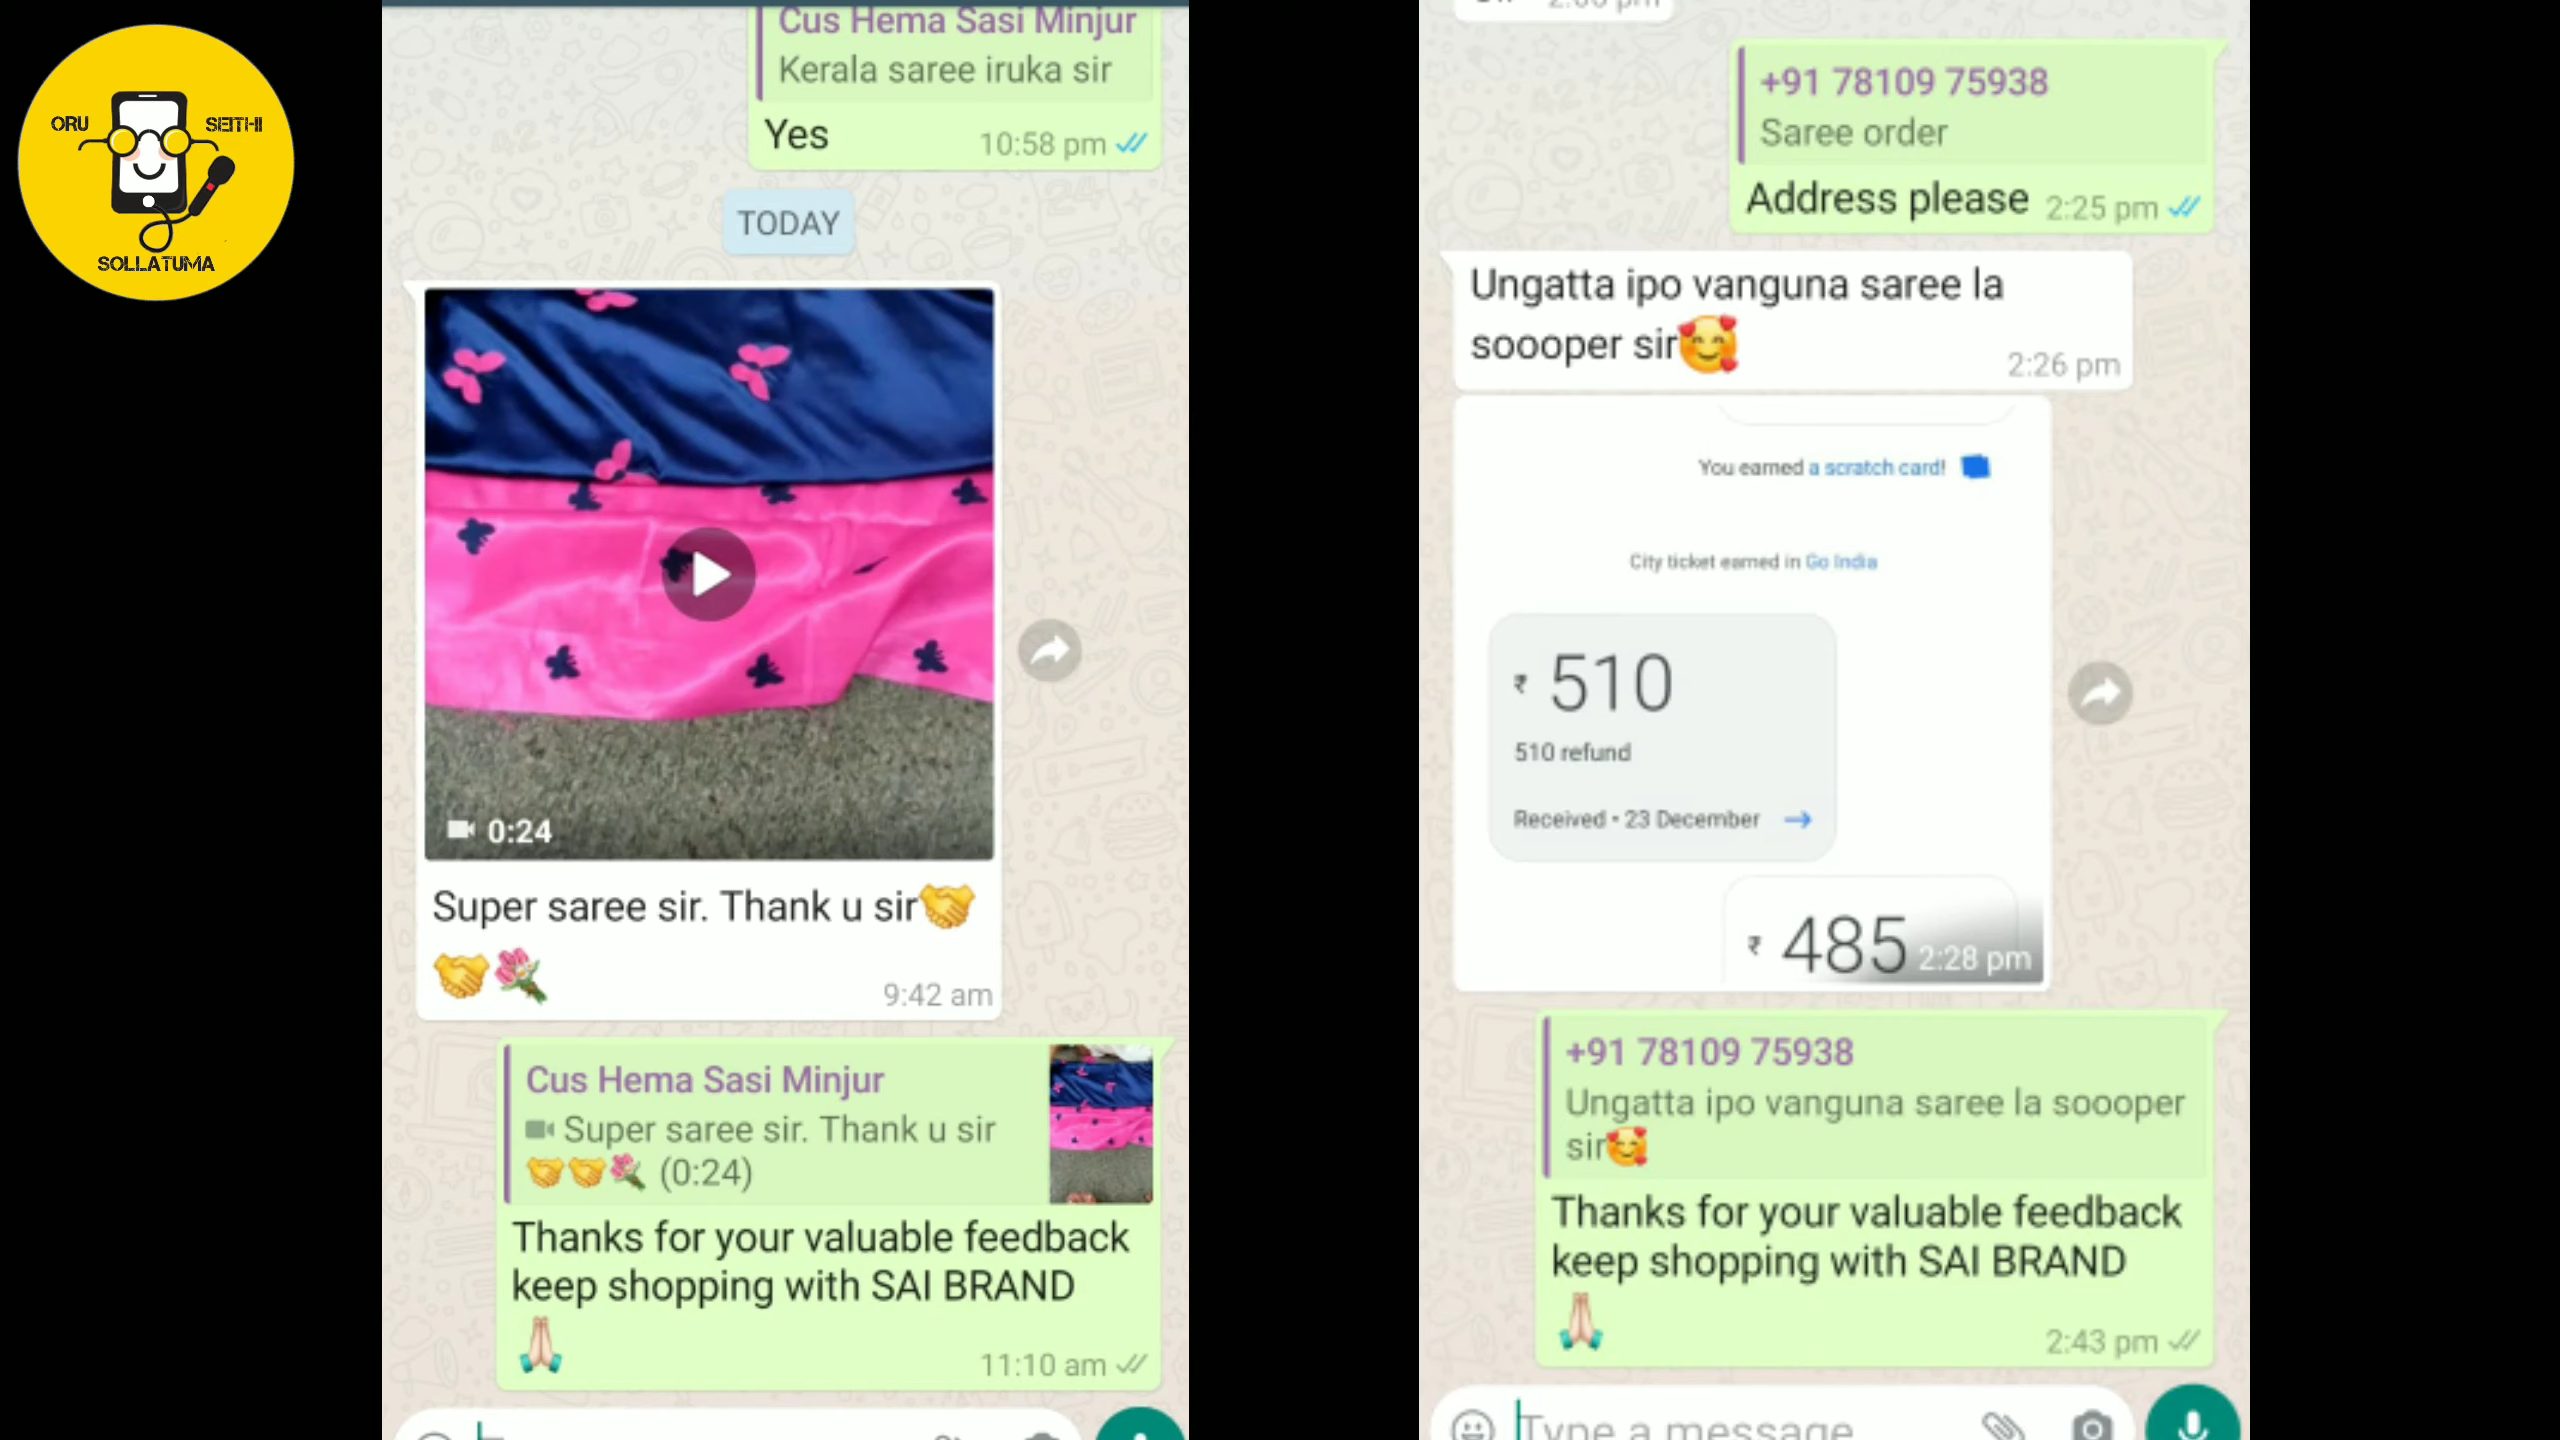 ORU SEITHI
SOLLATUMA
Cus Hema Sasi Minjur
Kerala saree iruka sir
Yes 10:58 pm
TODAY
0:24
Super saree sir. Thank u sir🤝
🤝💐
9:42 am
Cus Hema Sasi Minjur
Super saree sir. Thank u sir
🤝🤝💐 (0:24)
Thanks for your valuable feedback
keep shopping with SAI BRAND
🙏🏻
11:10 am
+91 78109 75938
Saree order
Address please 2:25 pm
Ungatta ipo vanguna saree la
soooper sir🥰
2:26 pm
You earned a scratch card!
City ticket earned in Go India
₹ 510
510 refund
Received • 23 December →
₹ 485
2:28 pm
+91 78109 75938
Ungatta ipo vanguna saree la soooper
sir🥰
Thanks for your valuable feedback
keep shopping with SAI BRAND
🙏🏻
2:43 pm
Type a message